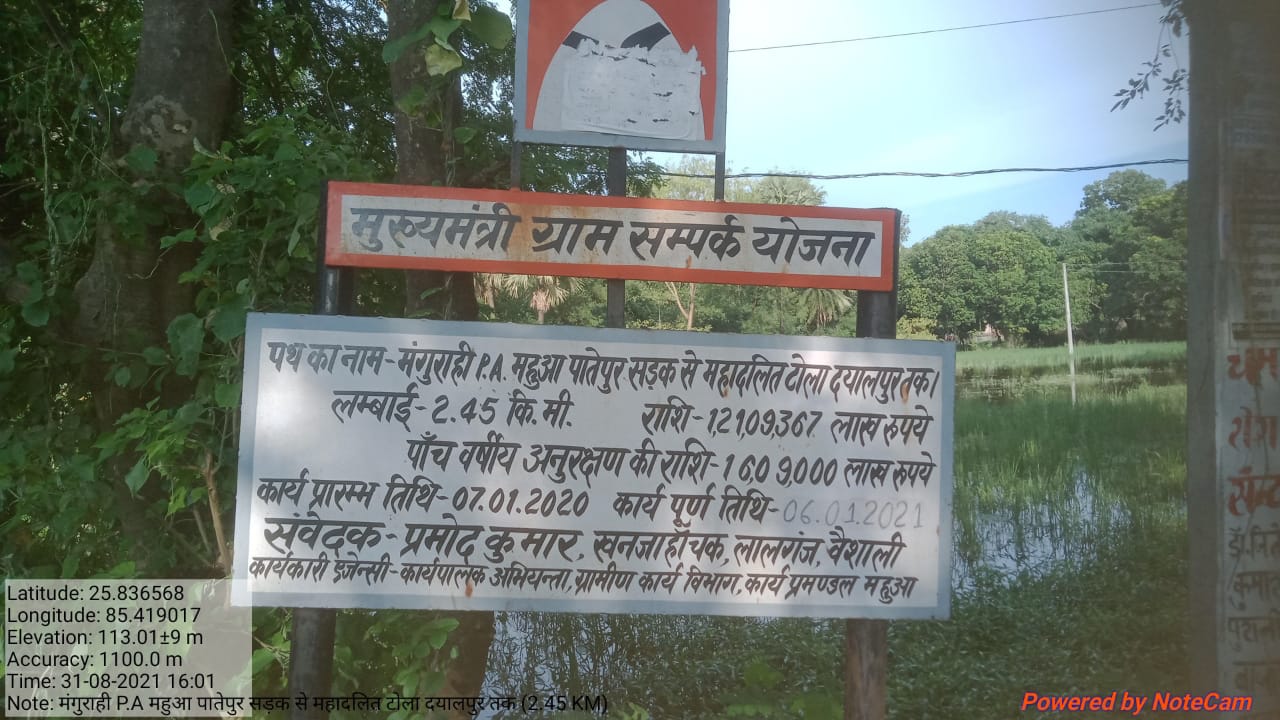 मुख्यमंत्री ग्राम सम्पर्क योजना
पथ का नाम-मंगुराही P.A. महुआ पातेपुर सड़क से महादलित टोला दयालपुर तक।
लम्बाई-2.45 कि.मी. राशि-1,21,09,367 लाख रुपये
पाँच वर्षीय अनुरक्षण की राशि-1609,000 लाख रूपये
कार्य प्रारम्भ तिथि-07.01.2020 कार्य पूर्ण तिथि-06.01.2021
संवेदक-प्रमोद कुमार, खनजाहाँचक, लालगंज, वैशाली
कार्यकारी एजेन्सी-कार्यपालक अभियन्ता, ग्रामीण कार्य विभाग, कार्य प्रमण्डल महुआ
Latitude: 25.836568
Longitude: 85.419017
Elevation: 113.01±9 m
Accuracy: 1100.0 m
Time: 31-08-2021 16:01
Note: मंगुराही P.A महुआ पातेपुर सड़क से महादलित टोला दयालपुर तक (2.45 KM)
Powered by NoteCam